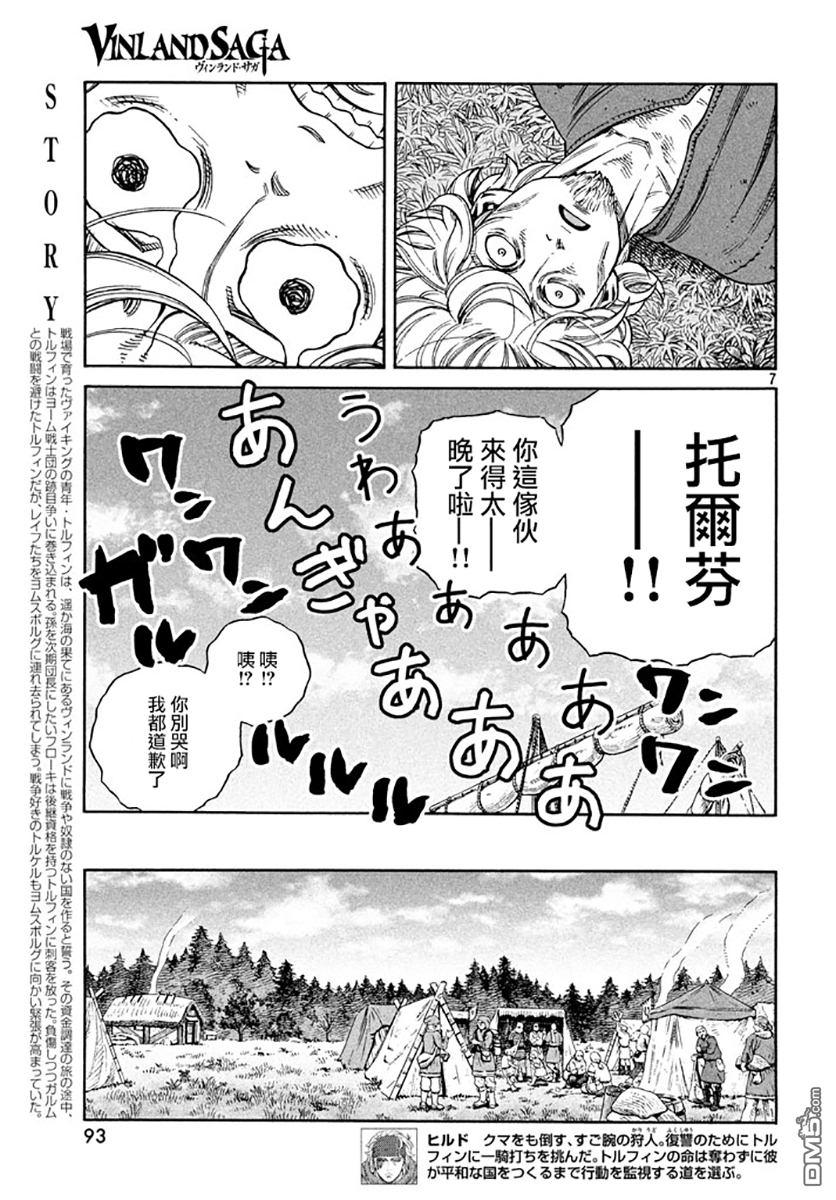 VINLAND SAGA
ヴィンランド・サガ
STORY
戦場で育ったヴァイキングの青年・トルフィンは、遥か海の果てにあるヴィンランドに戦争や奴隷のない国を作ると誓う。その資金調達の旅の途中、
トルフィンはヨーム戦士団の跡目争いに巻き込まれる。孫を次期団長にしたいフローキは後継資格を持つトルフィンに刺客を放った。負傷しつつガルム
との戦闘を避けたトルフィンだが、レイフたちをヨムスボルグに連れ去られてしまう。戦争好きのトルケルもヨムスボルグに向かい緊張が高まっていた。
7
托爾芬
——!!
你這傢伙
來得太——
晚了啦——!!
うわああああ
あんぎゃああああ
ワンワン
ガルルル
咦!?
咦!?
你別哭啊
我都道歉了
ワンワン
ガルルル
93
ヒルド クマをも倒す、すご腕の狩人。復讐のためにトル
かりうど ふくしゅう
フィンに一騎打ちを挑んだ。トルフィンの命は奪わずに彼
が平和な国をつくるまで行動を監視する道を選ぶ。
DM5.com